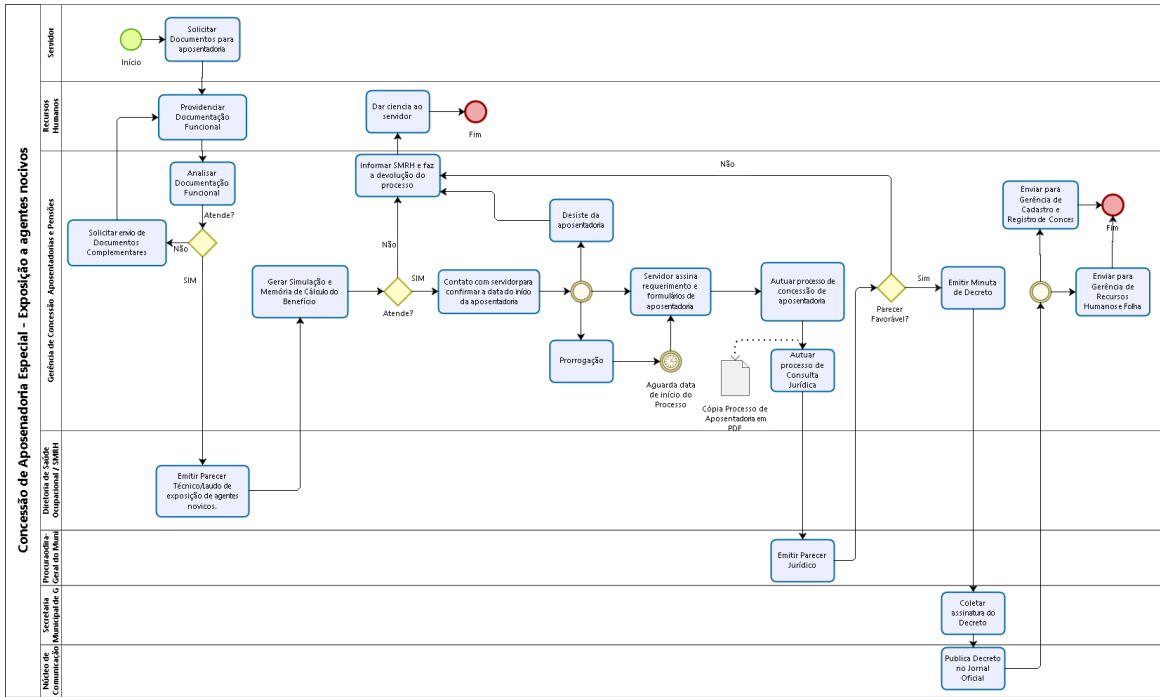 Concessão de Aposenadoria Especial – Exposição a agentes nocivos
Servidor
Início
Solicitar
Documentos para
aposentadoria
Recursos
Humanos
Providenciar
Documentação
Funcional
Dar ciencia ao
servidor
Fim
Gerência de Concessão Aposentadorias e Pensões
Analisar
Documentação
Funcional
Atende?
Não
Solicitar envio de
Documentos
Complementares
SIM
Gerar Simulação e
Memória de Cálculo do
Benefício
Informar SMRH e faz
a devolução do
processo
Não
Atende?
SIM
Contato com servidor para
confirmar a data do início
da aposentadoria
Desiste da
aposentadoria
Prorrogação
Aguarda data
de início do
Processo
Servidor assina
requerimento e
formulários de
aposentadoria
Autuar processo de
concessão de
aposentadoria
Autuar
processo de
Consulta
Jurídica
Cópia Processo de
Aposentadoria em
PDF
Não
Parecer
Favorável?
Sim
Emitir Minuta
de Decreto
Enviar para
Gerência de
Cadastro e
Registro de Conces
Fim
Enviar para
Gerência de
Recursos
Humanos e Folha
Diretoria de Saúde
Ocupacional / SMRH
Emitir Parecer
Técnico/laudo de
exposição de agentes
novicos.
Procuraodira-
Geral do Muni
Emitir Parecer
Jurídico
Secretaria
Municipal de G
Coletar
assinatura do
Decreto
Núcleo de
Comunicação
Publica Decreto
no Jornal
Oficial